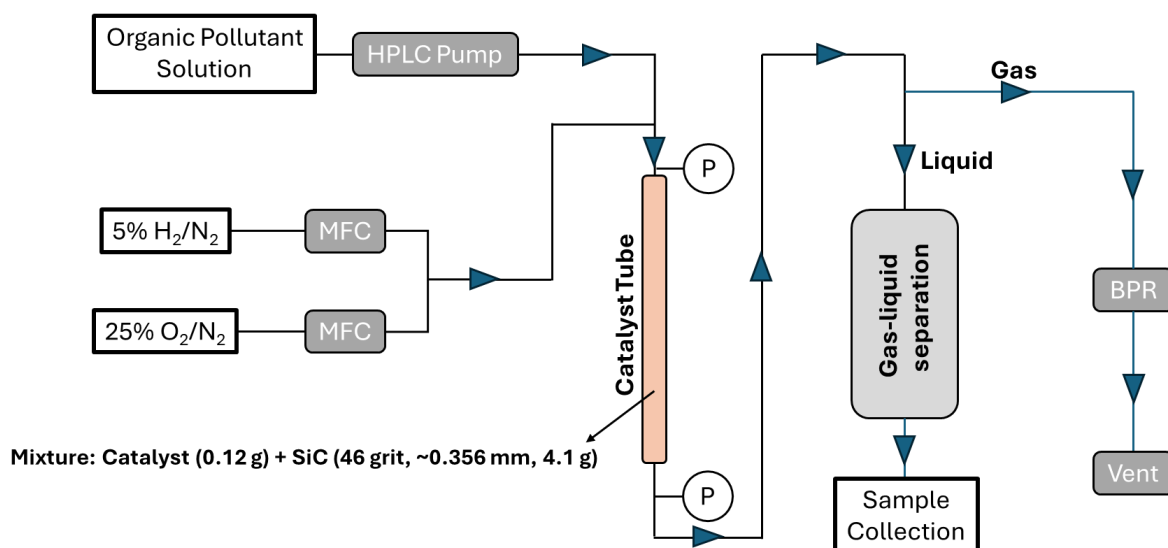 Organic Pollutant
Solution
HPLC Pump
Gas
P
Liquid
5% H₂/N₂
MFC
25% O₂/N₂
MFC
Catalyst Tube
Gas-liquid
separation
BPR
Mixture: Catalyst (0.12 g) + SiC (46 grit, ~0.356 mm, 4.1 g)
Vent
P
Sample
Collection